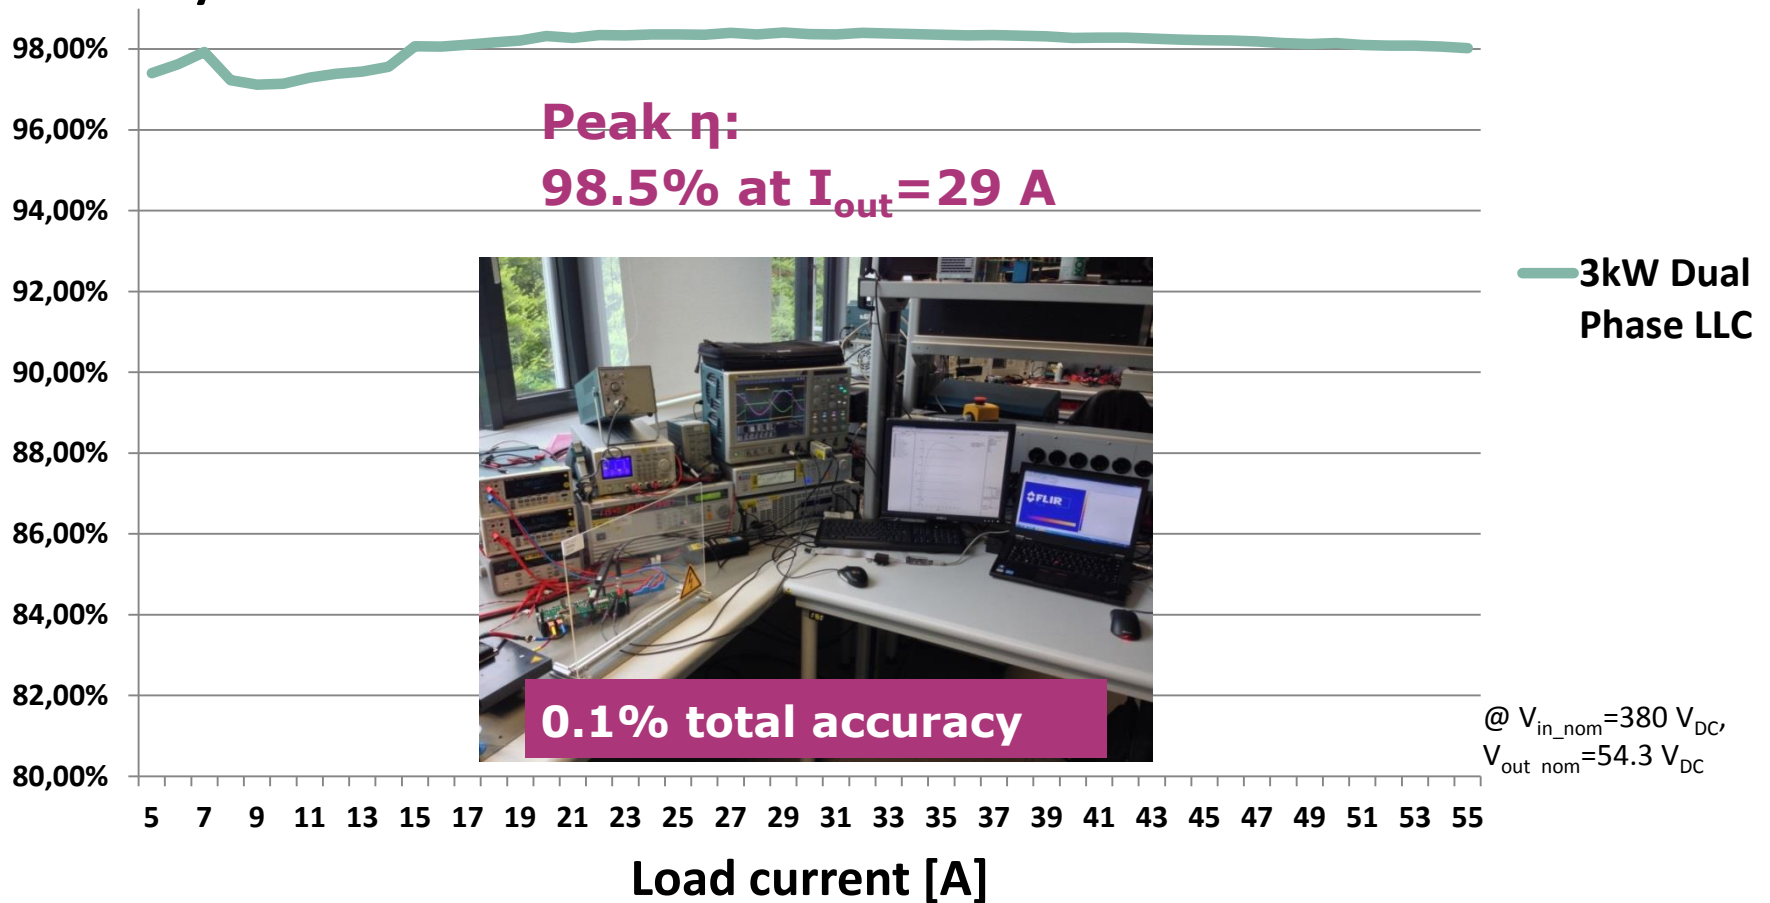 98,00%
96,00%
94,00%
92,00%
90,00%
88,00%
86,00%
84,00%
82,00%
80,00%
Peak η:
98.5% at Iout=29 A
3kW Dual
Phase LLC
FLIR
0.1% total accuracy
@ Vin_nom=380 VDC,
Vout_nom=54.3 VDC
5 7 9 11 13 15 17 19 21 23 25 27 29 31 33 35 37 39 41 43 45 47 49 51 53 55
Load current [A]